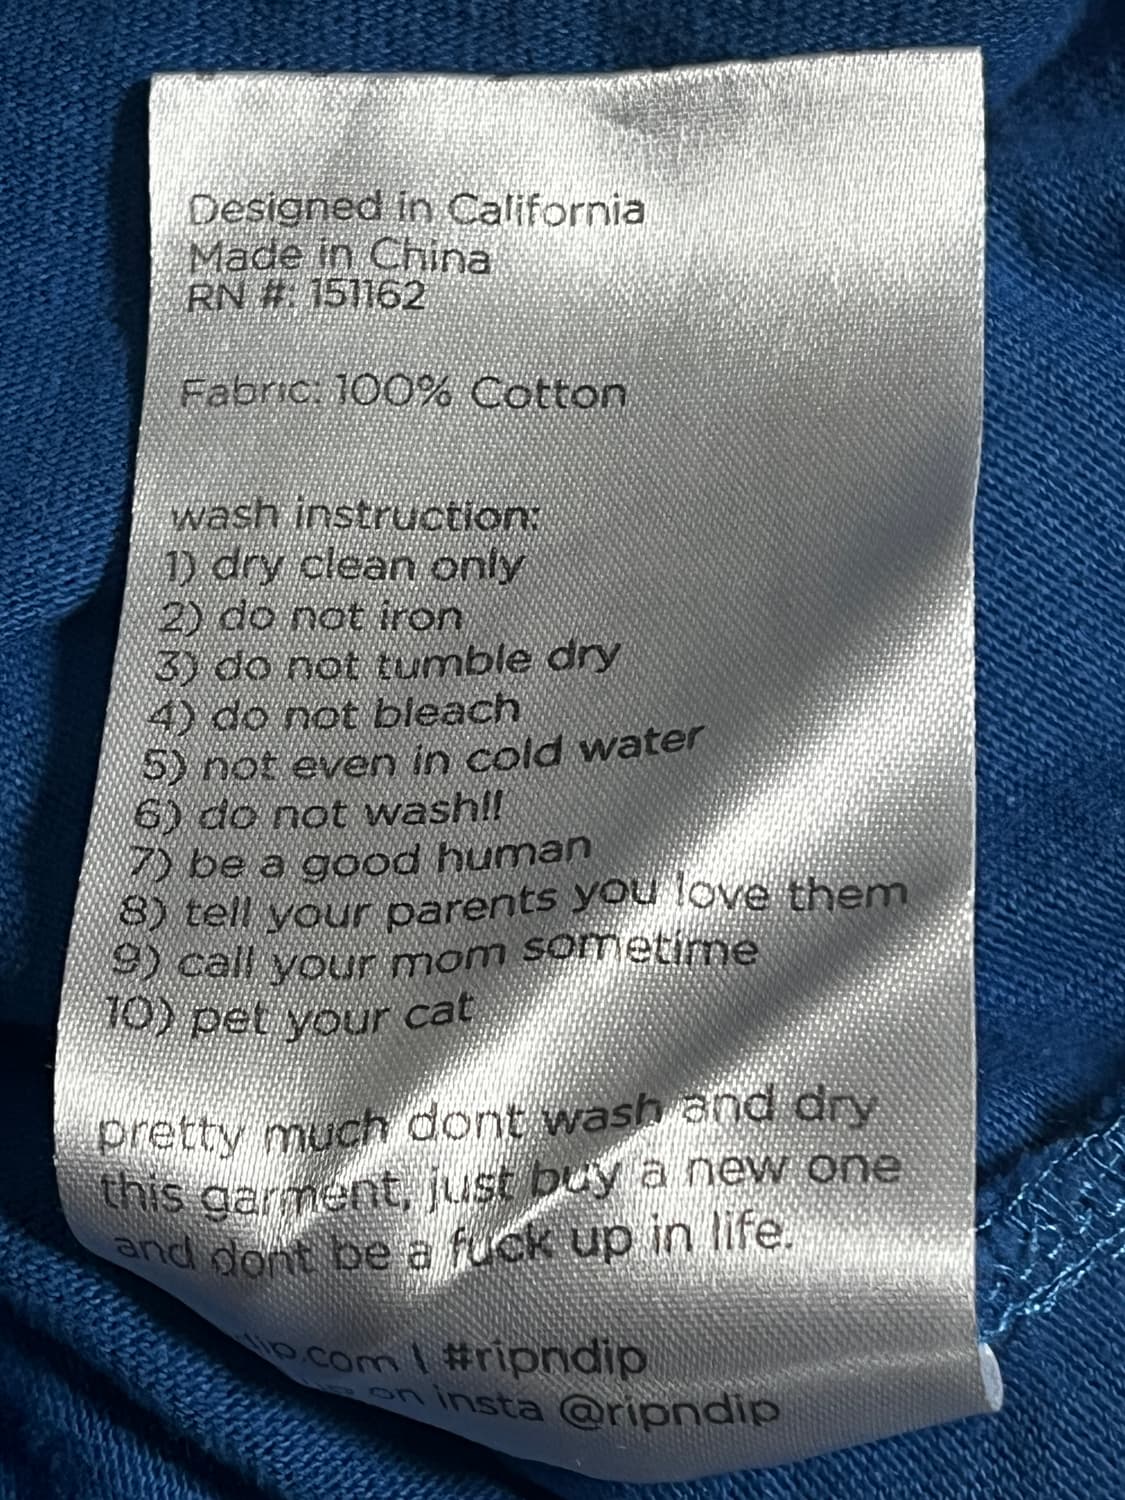 Designed in California
Made in China
RN #: 151162
Fabric: 100% Cotton
wash instruction:
1) dry clean only
2) do not iron
3) do not tumble dry
4) do not bleach
5) not even in cold water
6) do not wash!!
7) be a good human
8) tell your parents you love them
9) call your mom sometime
10) pet your cat
pretty much dont wash and dry
this garment, just buy a new one
and dont be a fuck up in life.
dip.com | #ripndip
on insta @ripndip